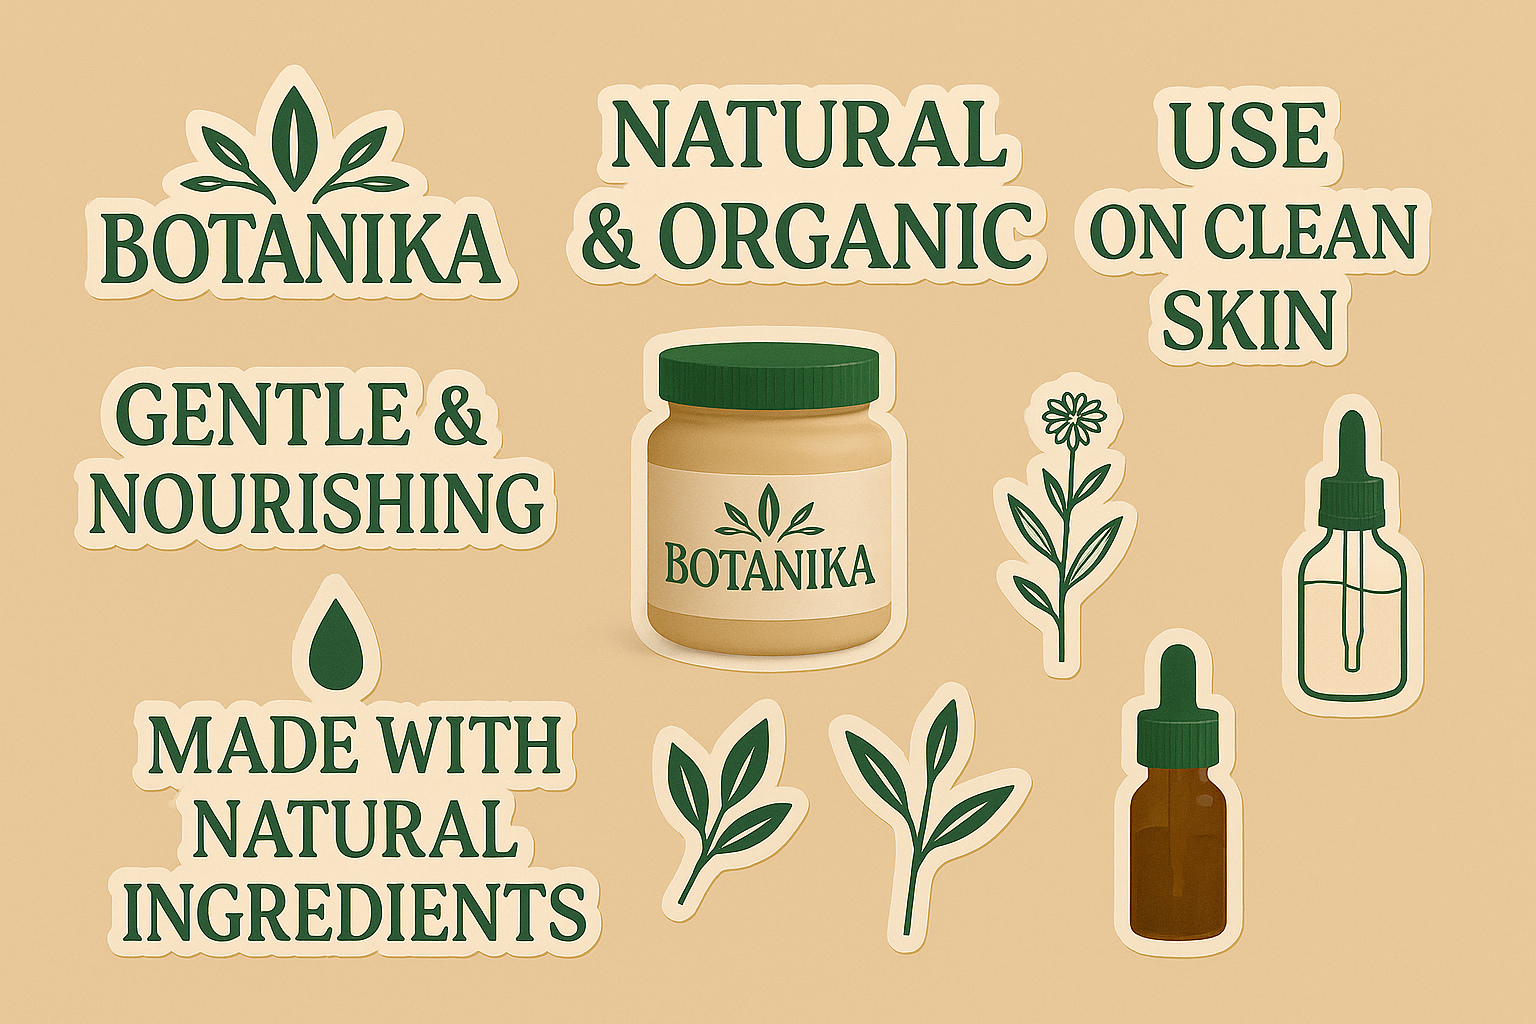 BOTANIKA
NATURAL
& ORGANIC
USE
ON CLEAN
SKIN
GENTLE &
NOURISHING
BOTANIKA
MADE WITH
NATURAL
INGREDIENTS